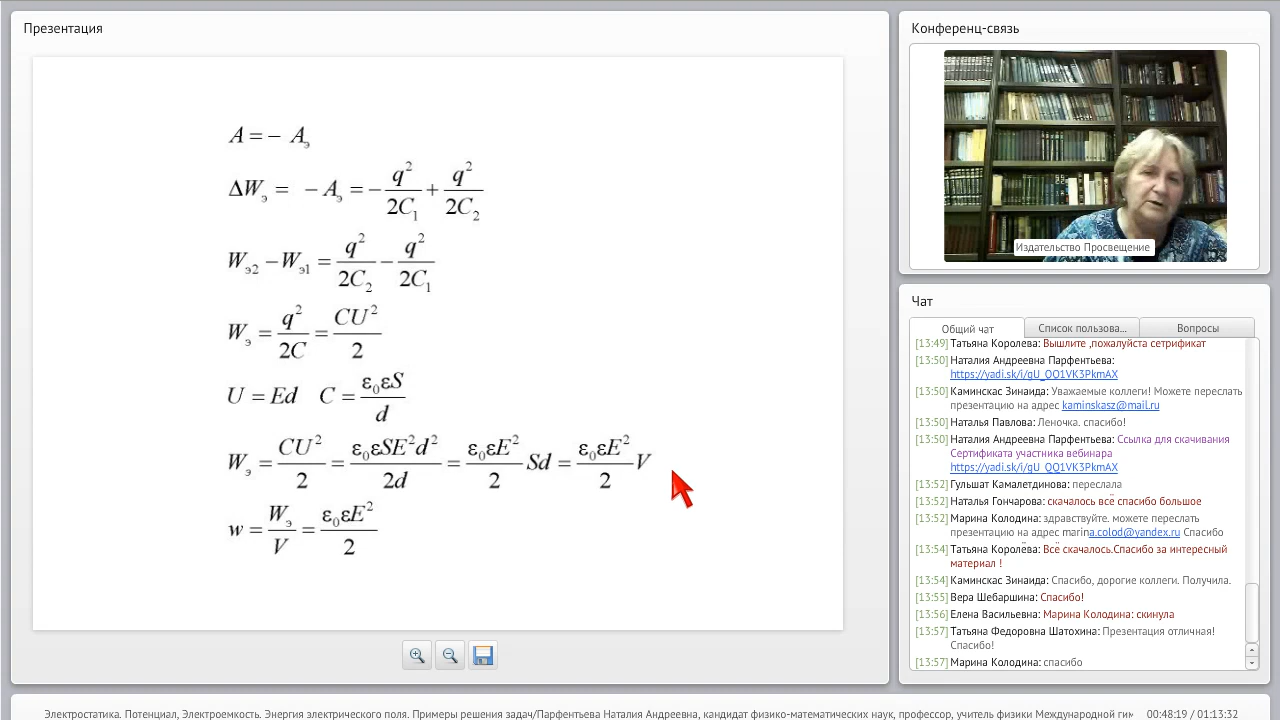 Презентация
A = − Aэ
ΔWэ = − Aэ = − q²/2C₁ + q²/2C₂
Wэ2 − Wэ1 = q²/2C₂ − q²/2C₁
Wэ = q²/2C = CU²/2
U = Ed C = ε₀εS/d
Wэ = CU²/2 = ε₀εSE²d²/2d = ε₀εE²/2 Sd = ε₀εE²/2 V
w = Wэ/V = ε₀εE²/2
Конференц-связь
Издательство Просвещение
Чат
Общий чат
Список пользова...
Вопросы
[13:49] Татьяна Королева: Вышлите ,пожалуйста сетрификат
[13:50] Наталия Андреевна Парфентьева:
https://yadi.sk/i/gU_QQ1VK3PkmAX
[13:50] Каминскас Зинаида: Уважаемые коллеги! Можете переслать
презентацию на адрес kaminskasz@mail.ru
[13:50] Наталья Павлова: Леночка. спасибо!
[13:50] Наталия Андреевна Парфентьева: Ссылка для скачивания
Сертификата участника вебинара
https://yadi.sk/i/gU_QQ1VK3PkmAX
[13:52] Гульшат Камалетдинова: переслала
[13:52] Наталья Гончарова: скачалось всё спасибо большое
[13:52] Марина Колодина: здравствуйте. можете переслать
презентацию на адрес marina.colod@yandex.ru Спасибо
[13:54] Татьяна Королёва: Всё скачалось.Спасибо за интересный
материал !
[13:54] Каминскас Зинаида: Спасибо, дорогие коллеги. Получила.
[13:55] Вера Шебаршина: Спасибо!
[13:56] Елена Васильевна: Марина Колодина: скинула
[13:57] Татьяна Федоровна Шатохина: Презентация отличная!
Спасибо!
[13:57] Марина Колодина: спасибо
Электростатика. Потенциал, Электроемкость. Энергия электрического поля. Примеры решения задач/Парфентьева Наталия Андреевна, кандидат физико-математических наук, профессор, учитель физики Международной гим 00:48:19 / 01:13:32